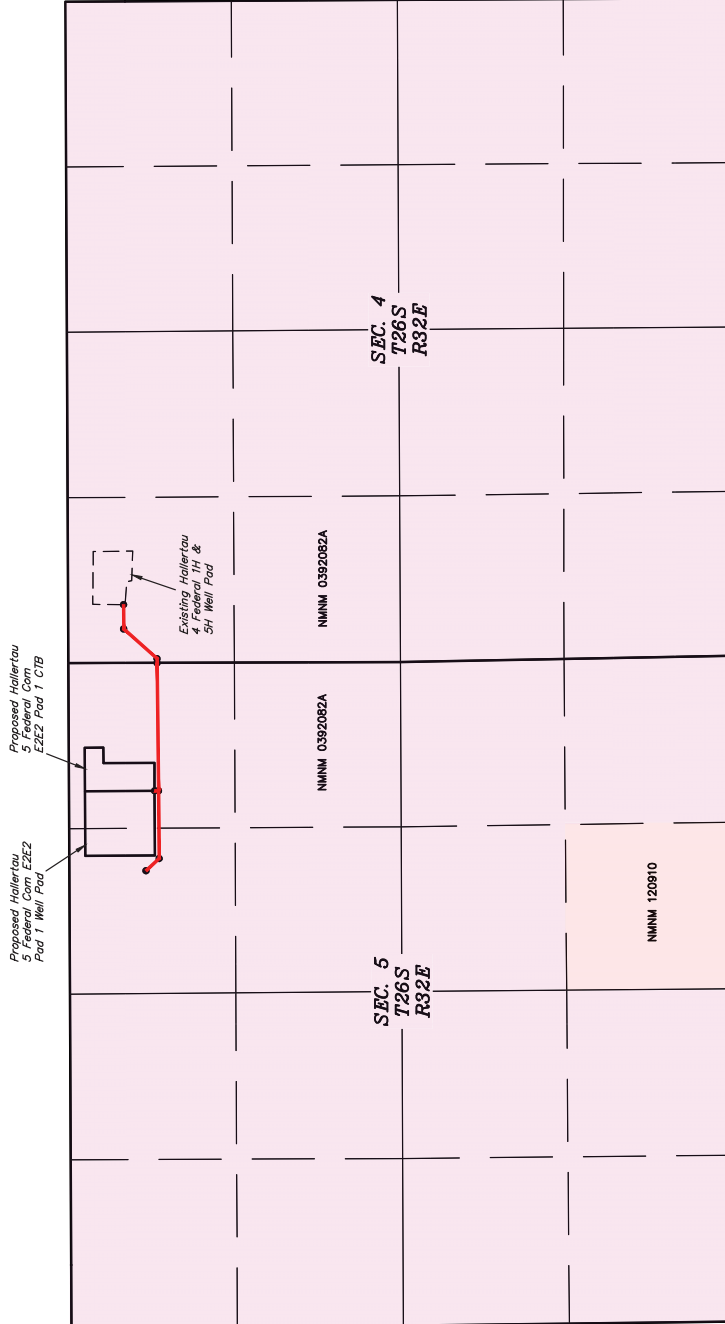 Proposed Hallertau
5 Federal Com E2E2
Pad 1 Well Pad
Proposed Hallertau
5 Federal Com
E2E2 Pad 1 CTB
Existing Hallertau
4 Federal 1H &
5H Well Pad
NMNM 0392082A
NMNM 0392082A
SEC. 5
T26S
R32E
SEC. 4
T26S
R32E
NMNM 120910